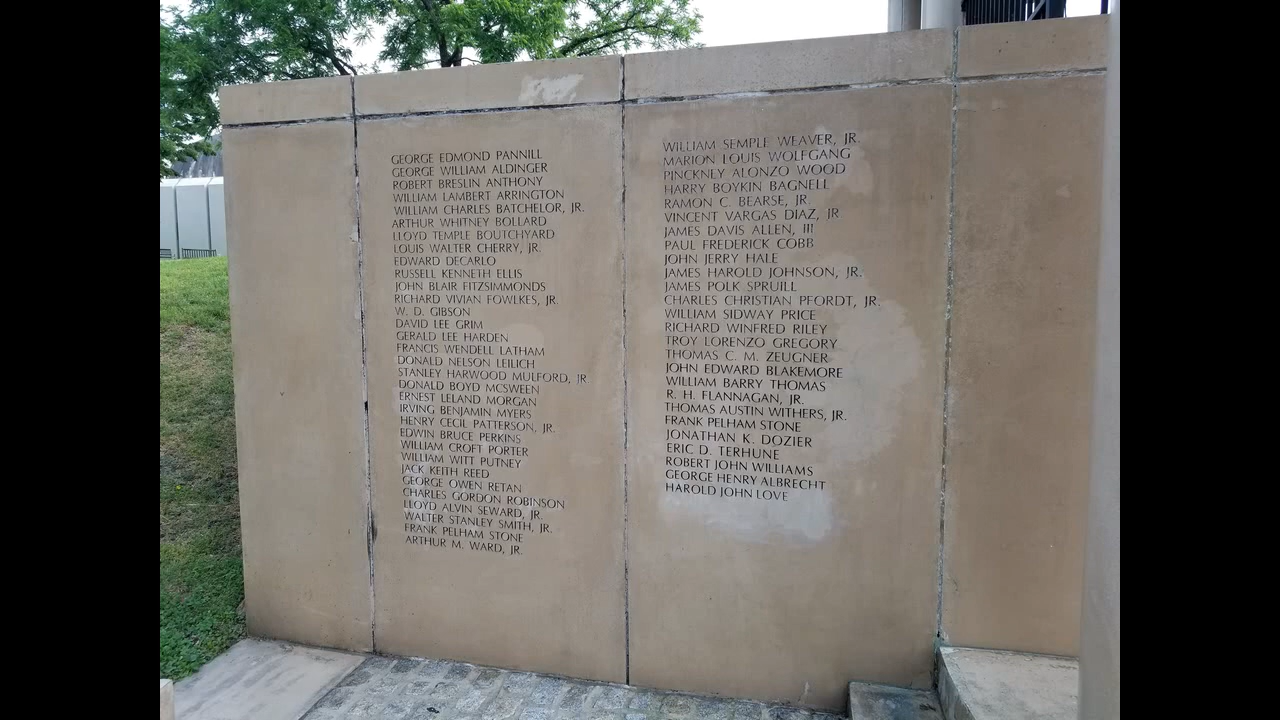 GEORGE EDMOND PANNILL
GEORGE WILLIAM ALDINGER
ROBERT BRESLIN ANTHONY
WILLIAM LAMBERT ARRINGTON
WILLIAM CHARLES BATCHELOR, JR.
ARTHUR WHITNEY BOLLARD
LLOYD TEMPLE BOUTCHYARD
LOUIS WALTER CHERRY, JR.
EDWARD DECARLO
RUSSELL KENNETH ELLIS
JOHN BLAIR FITZSIMMONDS
RICHARD VIVIAN FOWLKES, JR.
W. D. GIBSON
DAVID LEE GRIM
GERALD LEE HARDEN
FRANCIS WENDELL LATHAM
DONALD NELSON LEILICH
STANLEY HARWOOD MULFORD, JR.
DONALD BOYD MCSWEEN
ERNEST LELAND MORGAN
IRVING BENJAMIN MYERS
HENRY CECIL PATTERSON, JR.
EDWIN BRUCE PERKINS
WILLIAM CROFT PORTER
WILLIAM WITT PUTNEY
JACK KEITH REED
GEORGE OWEN RETAN
CHARLES GORDON ROBINSON
LLOYD ALVIN SEWARD, JR.
WALTER STANLEY SMITH, JR.
FRANK PELHAM STONE
ARTHUR M. WARD, JR.
WILLIAM SEMPLE WEAVER, JR.
MARION LOUIS WOLFGANG
PINCKNEY ALONZO WOOD
HARRY BOYKIN BAGNELL
RAMON C. BEARSE, JR.
VINCENT VARGAS DIAZ, JR
JAMES DAVIS ALLEN, III
PAUL FREDERICK COBB
JOHN JERRY HALE
JAMES HAROLD JOHNSON, JR.
JAMES POLK SPRUILL
CHARLES CHRISTIAN PFORDT, JR.
WILLIAM SIDWAY PRICE
RICHARD WINFRED RILEY
TROY LORENZO GREGORY
THOMAS C. M. ZEUGNER
JOHN EDWARD BLAKEMORE
WILLIAM BARRY THOMAS
R. H. FLANNAGAN, JR.
THOMAS AUSTIN WITHERS, JR.
FRANK PELHAM STONE
JONATHAN K. DOZIER
ERIC D. TERHUNE
ROBERT JOHN WILLIAMS
GEORGE HENRY ALBRECHT
HAROLD JOHN LOVE